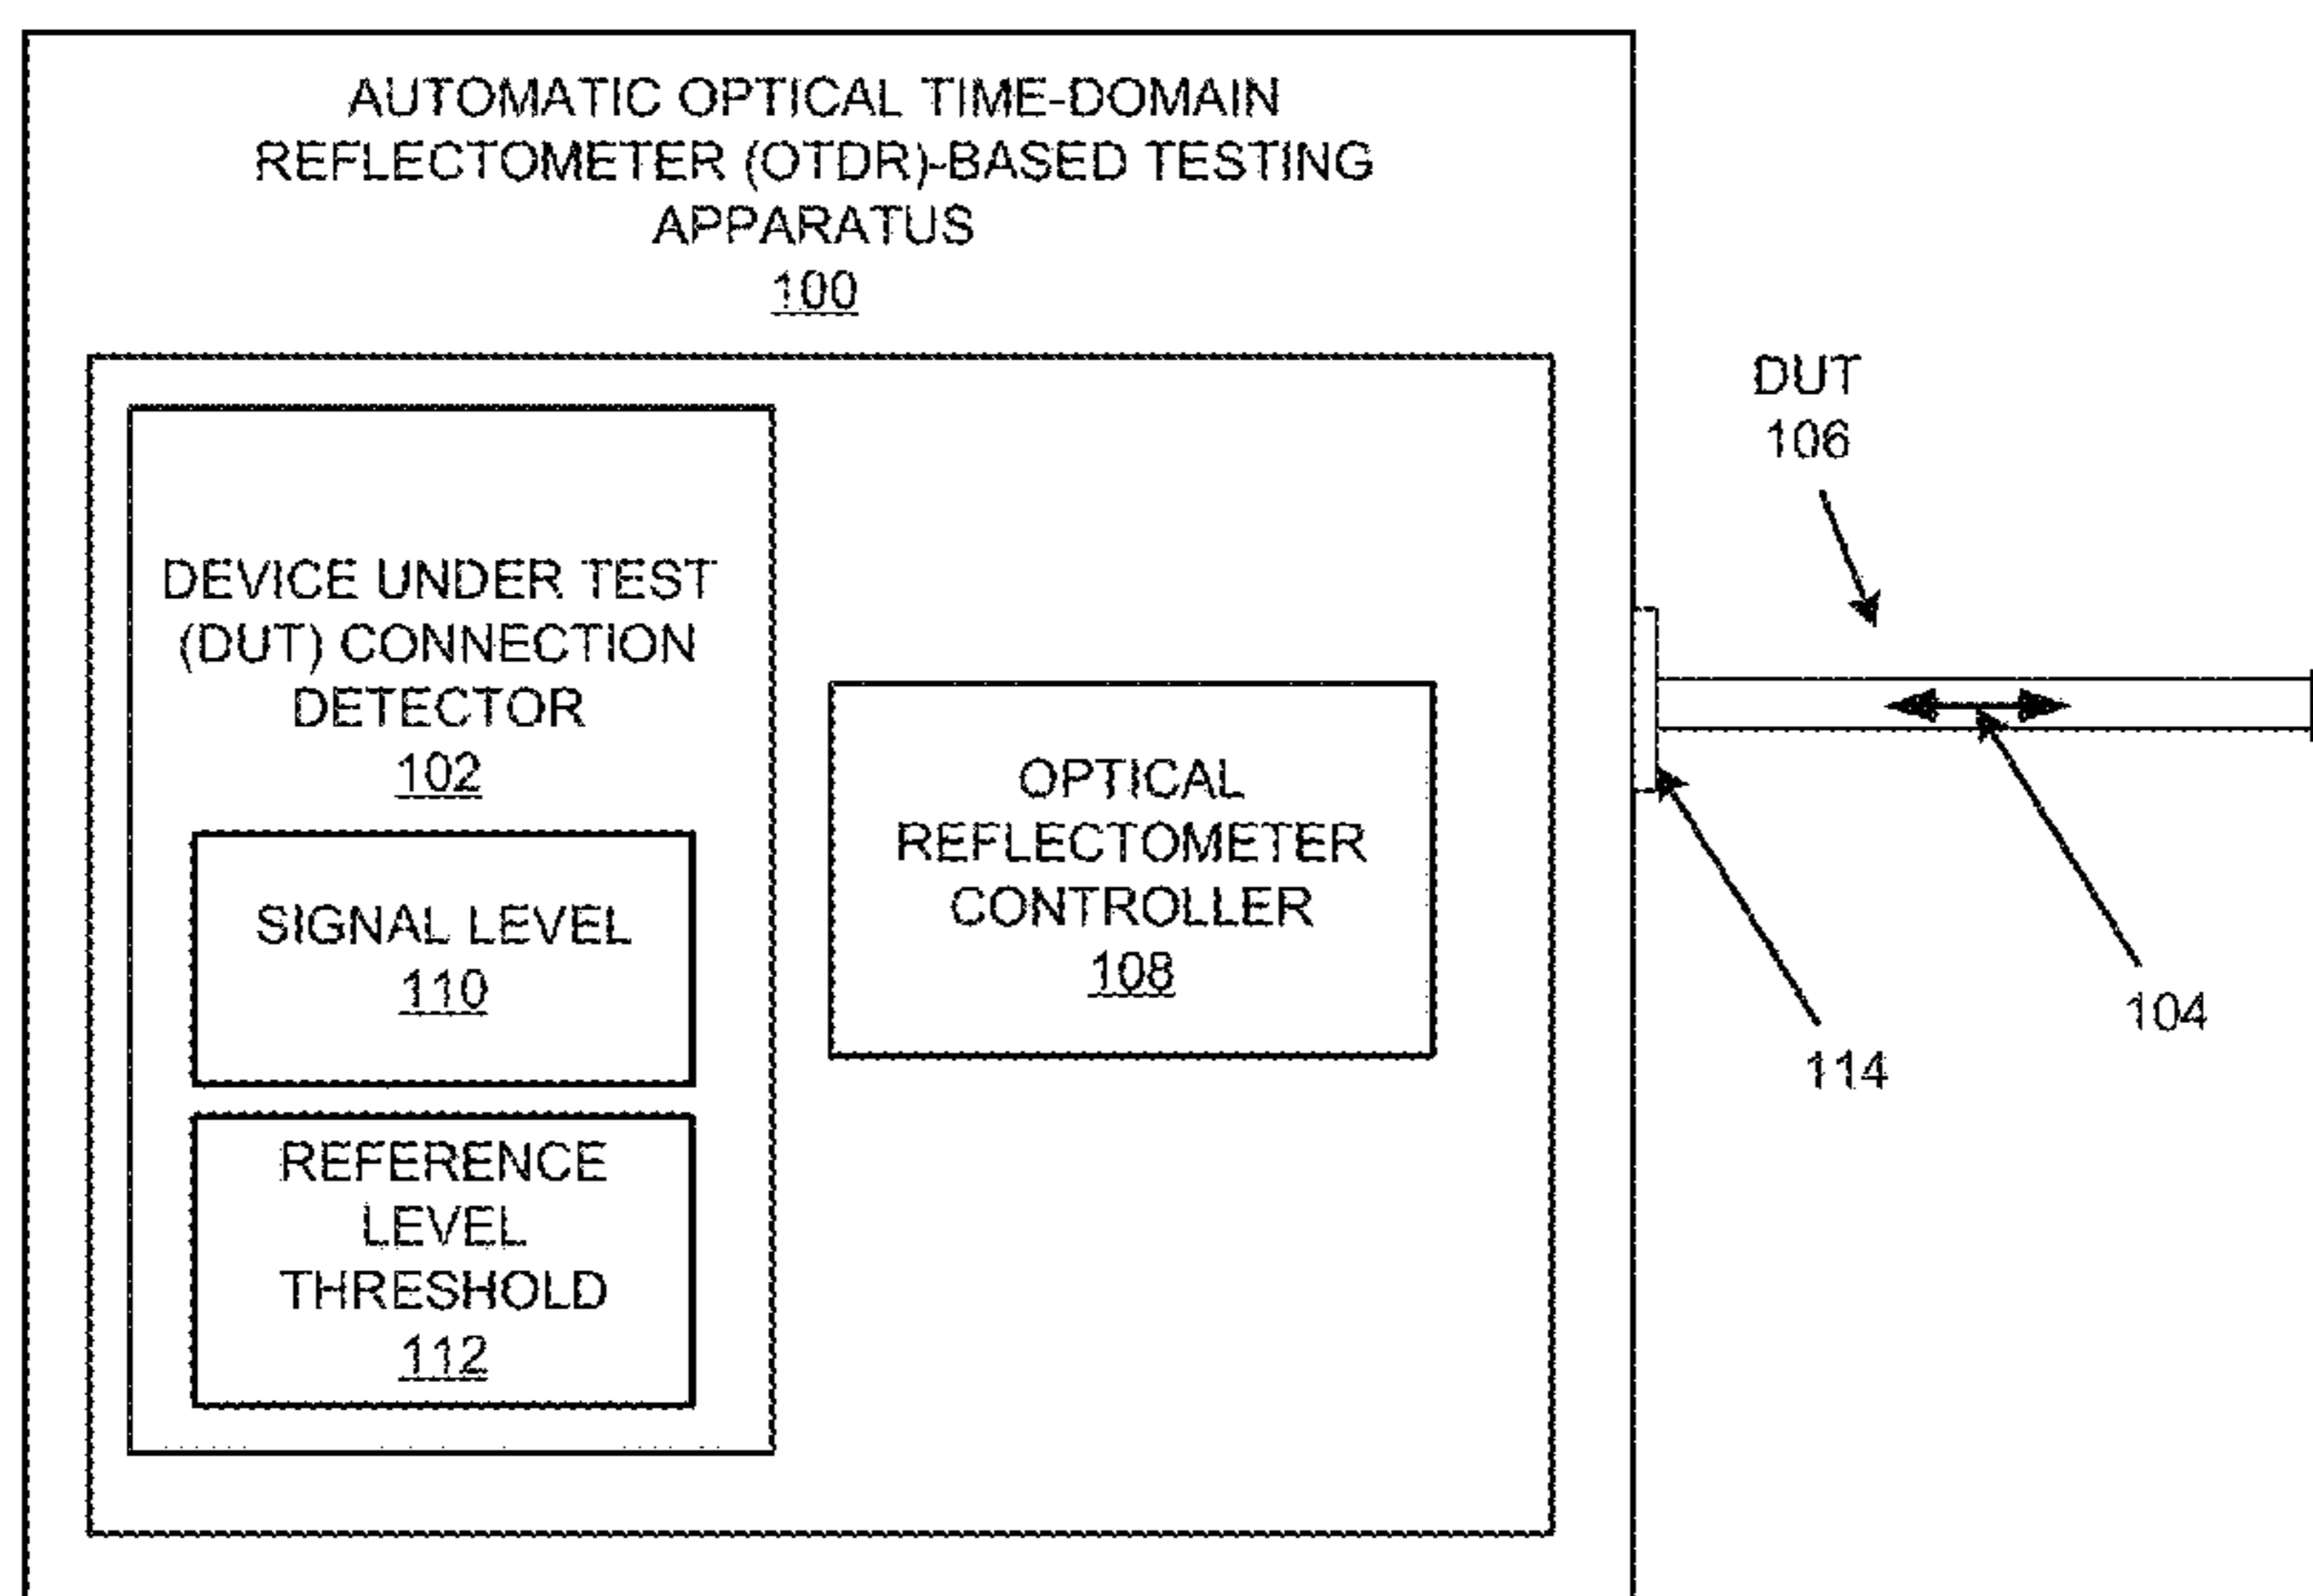 AUTOMATIC OPTICAL TIME-DOMAIN
REFLECTOMETER (OTDR)-BASED TESTING
APPARATUS
100
DEVICE UNDER TEST
(DUT) CONNECTION
DETECTOR
102
SIGNAL LEVEL
110
REFERENCE
LEVEL
THRESHOLD
112
OPTICAL
REFLECTOMETER
CONTROLLER
108
DUT
106
104
114